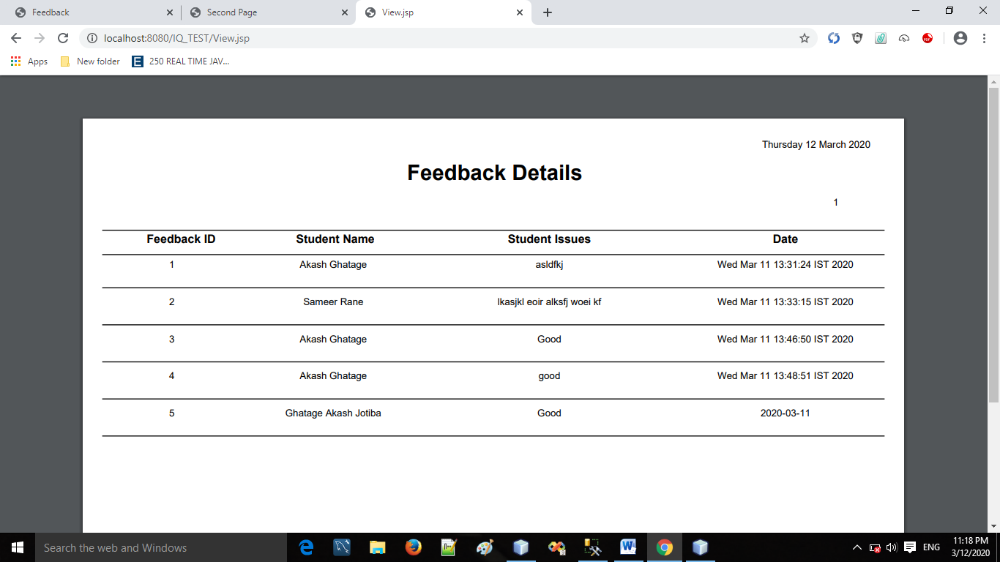 Feedback
Second Page
View.jsp
localhost:8080/IQ_TEST/View.jsp
Apps
New folder
E
250 REAL TIME JAV...
PDF
Thursday 12 March 2020
Feedback Details
1
Feedback ID Student Name Student Issues Date
1 Akash Ghatage asldfkj Wed Mar 11 13:31:24 IST 2020
2 Sameer Rane lkasjkl eoir alksfj woei kf Wed Mar 11 13:33:15 IST 2020
3 Akash Ghatage Good Wed Mar 11 13:46:50 IST 2020
4 Akash Ghatage good Wed Mar 11 13:48:51 IST 2020
5 Ghatage Akash Jotiba Good 2020-03-11
Search the web and Windows
ENG
11:18 PM
3/12/2020